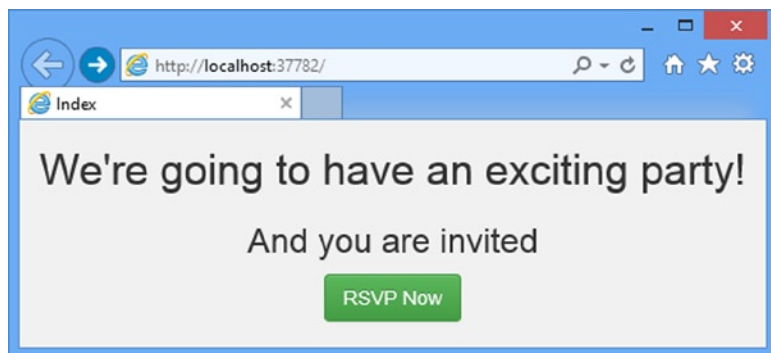 http://localhost:37782/
Index
We're going to have an exciting party!
And you are invited
RSVP Now